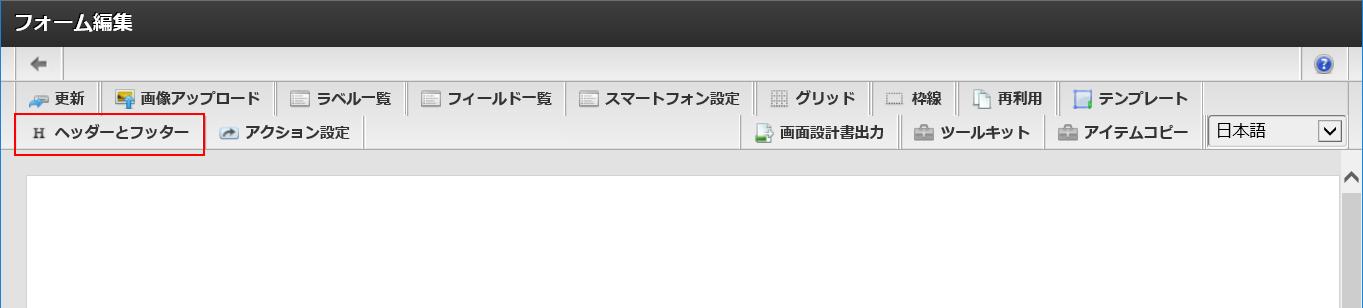 フォーム編集
更新 画像アップロード ラベル一覧 フィールド一覧 スマートフォン設定 グリッド 枠線 再利用 テンプレート
H ヘッダーとフッター アクション設定 画面設計書出力 ツールキット アイテムコピー 日本語